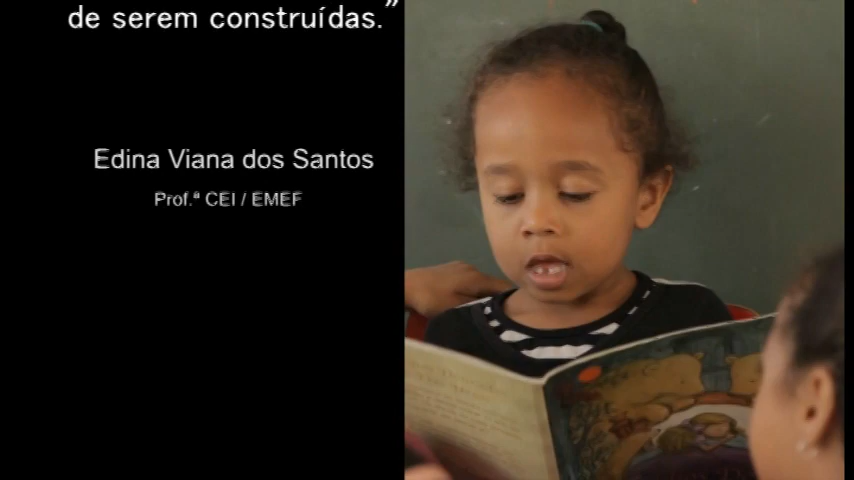 de serem construídas.”
Edina Viana dos Santos
Prof.ª CEI / EMEF